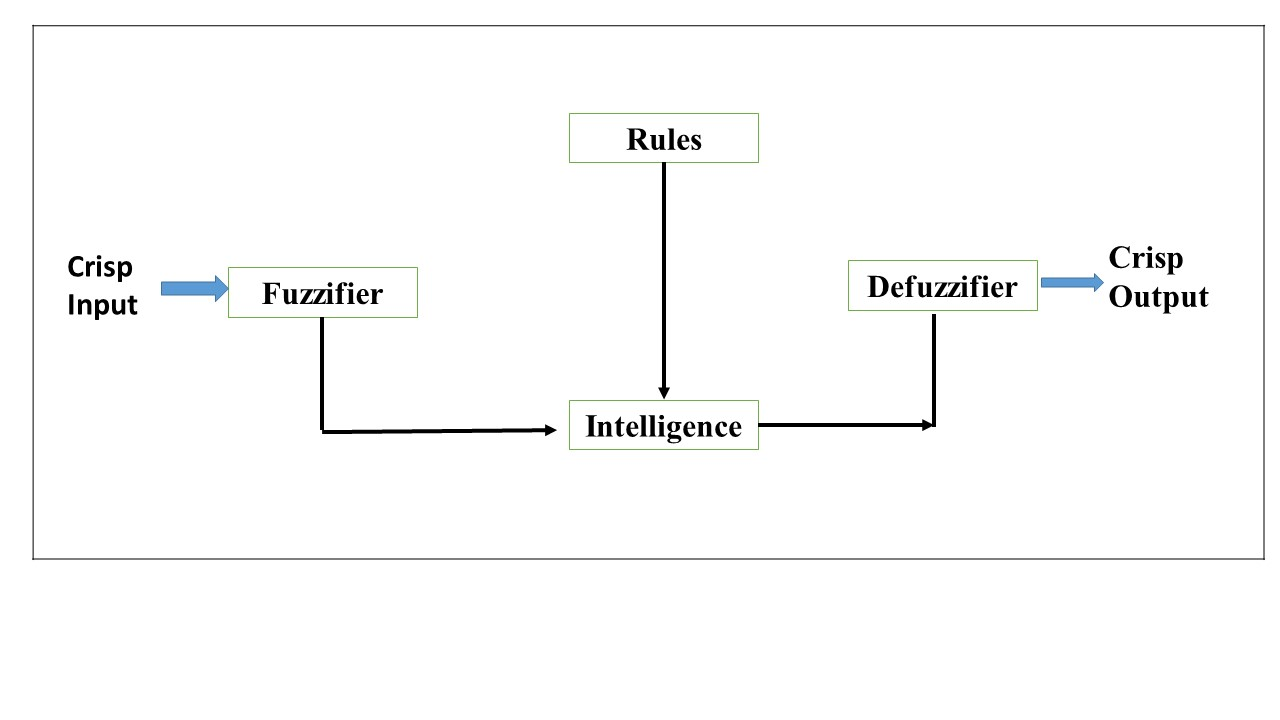 Rules
Crisp
Input
Fuzzifier
Defuzzifier
Crisp
Output
Intelligence